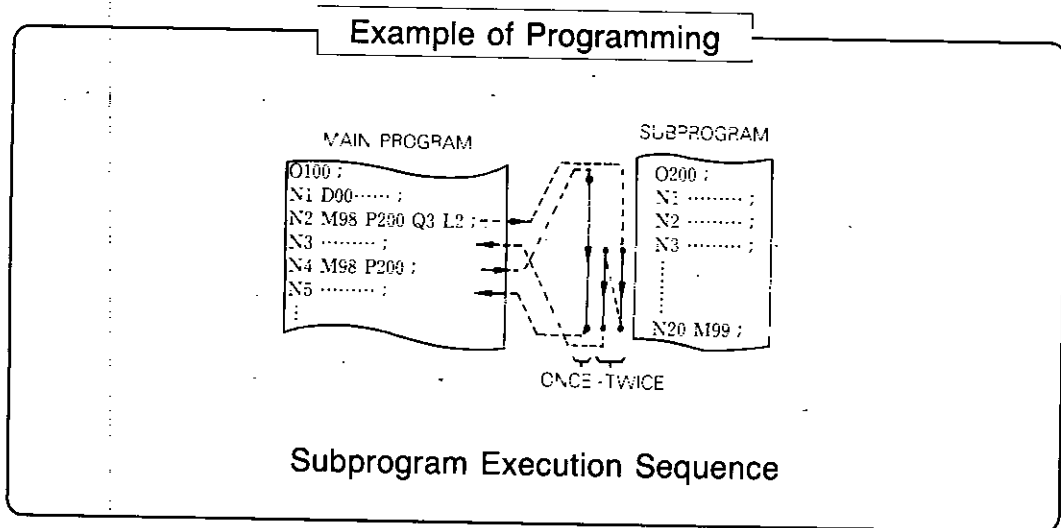 Example of Programming
MAIN PROGRAM
O100 ;
N1 D00······ ;
N2 M98 P200 Q3 L2 ;
N3 ········· ;
N4 M98 P200 ;
N5 ········· ;
⋮
SUBPROGRAM
O200 ;
N1 ········· ;
N2 ········· ;
N3 ········· ;
⋮
N20 M99 ;
ONCE - TWICE
Subprogram Execution Sequence